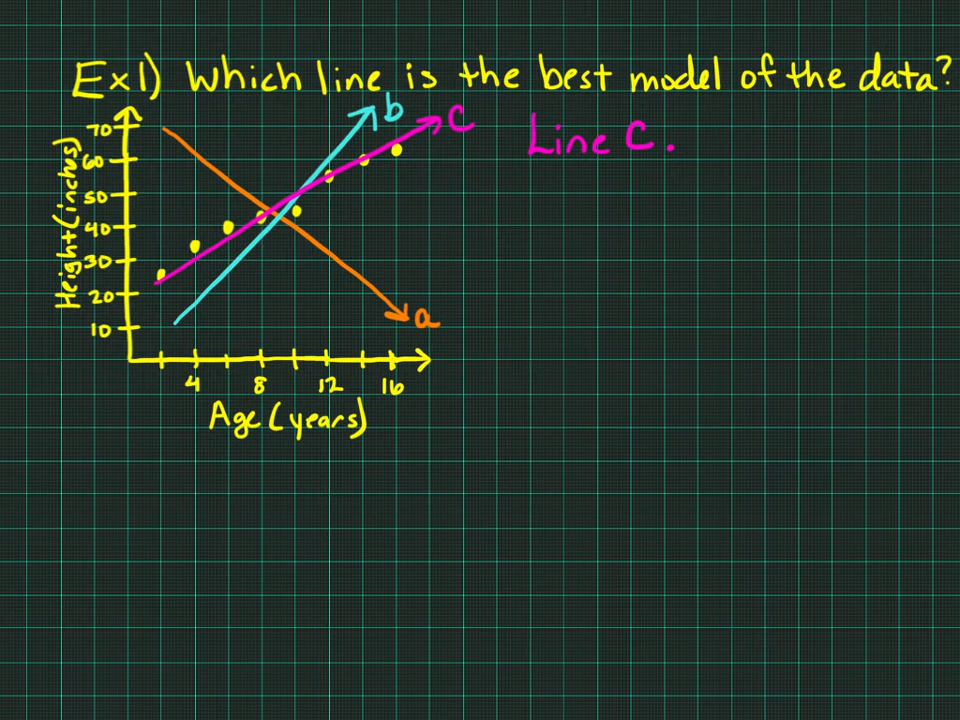 Ex1) Which line is the best model of the data?
Line C.
b
c
a
Height (inches)
70
60
50
40
30
20
10
4 8 12 16
Age (years)